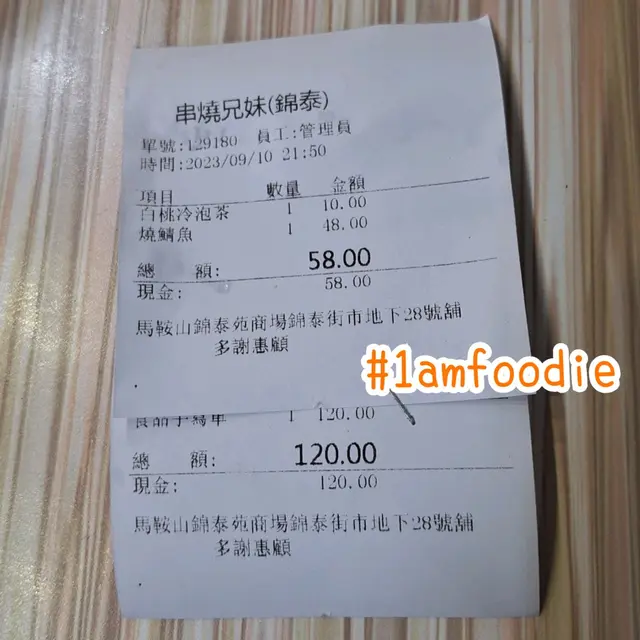 串燒兄妹(錦泰)
單號:129180 員工:管理員
時間:2023/09/10 21:50
項目 數量 金額
白桃冷泡茶 1 10.00
燒鯖魚 1 48.00
總 額: 58.00
現金: 58.00
馬鞍山錦泰苑商場錦泰街市地下28號舖
多謝惠顧
#1amfoodie
食品手寫單 1 120.00
總 額: 120.00
現金: 120.00
馬鞍山錦泰苑商場錦泰街市地下28號舖
多謝惠顧